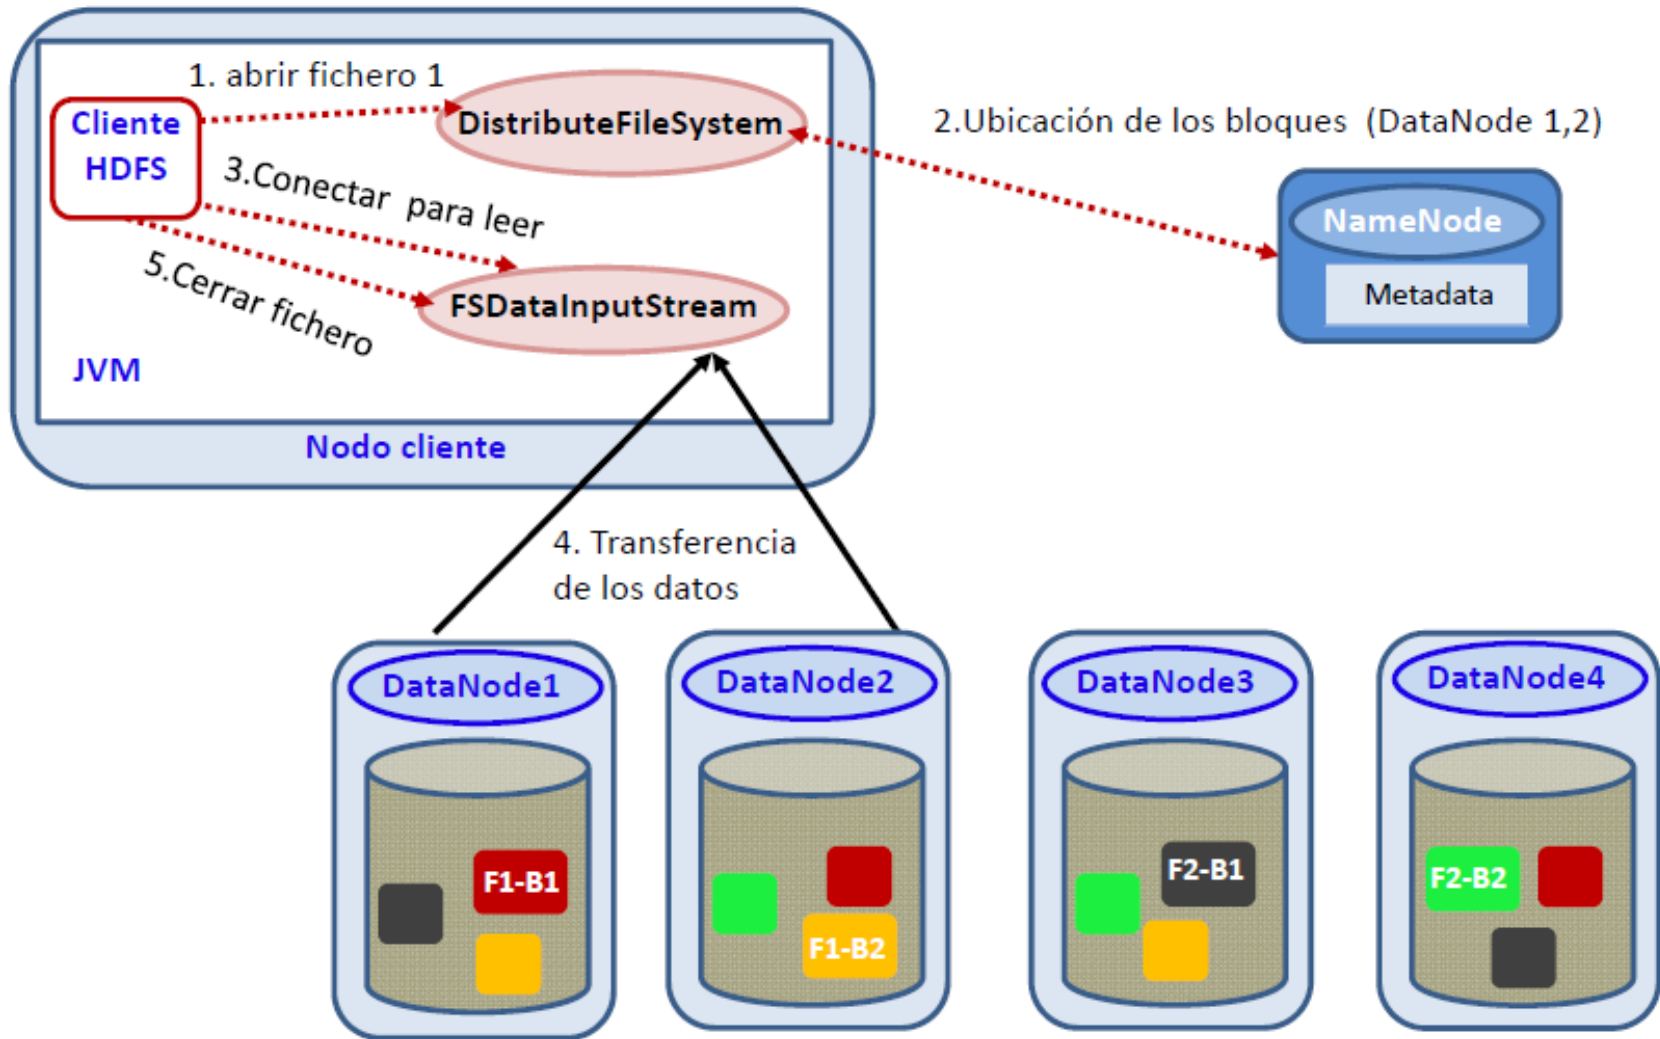 1. abrir fichero 1
Cliente
HDFS
DistributeFileSystem
2.Ubicación de los bloques (DataNode 1,2)
3.Conectar para leer
NameNode
Metadata
5.Cerrar fichero
FSDataInputStream
JVM
Nodo cliente
4. Transferencia
de los datos
DataNode1
DataNode2
DataNode3
DataNode4
F1-B1
F1-B2
F2-B1
F2-B2